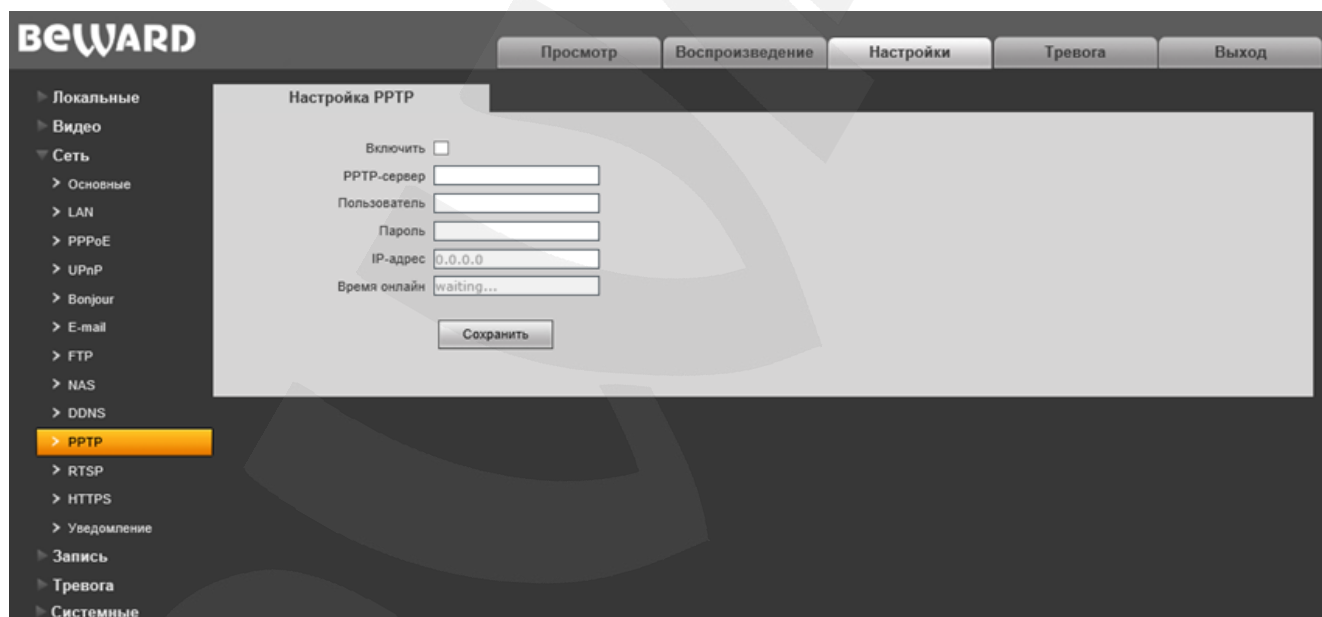 BEWARD
Просмотр Воспроизведение Настройки Тревога Выход
Локальные
Видео
Сеть
Основные
LAN
PPPoE
UPnP
Bonjour
E-mail
FTP
NAS
DDNS
PPTP
RTSP
HTTPS
Уведомление
Запись
Тревога
Системные
Настройка PPTP
Включить
PPTP-сервер
Пользователь
Пароль
IP-адрес 0.0.0.0
Время онлайн waiting...
Сохранить